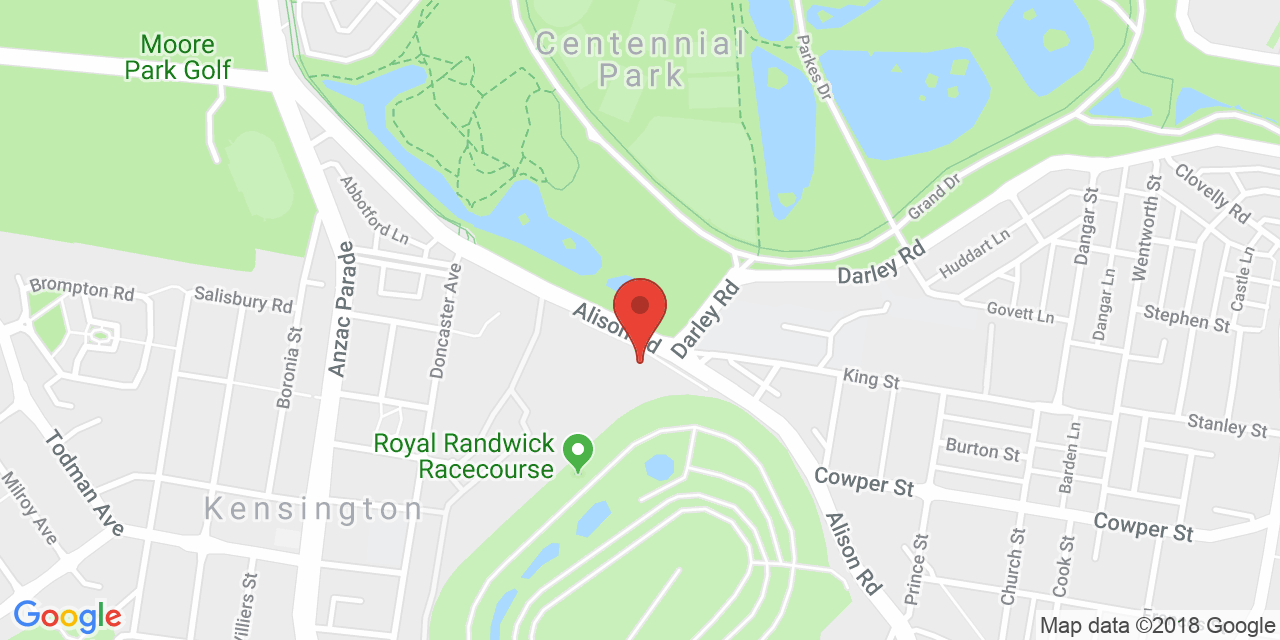 Moore
Park Golf
Centennial
Park
Parkes Dr
Abbotford Ln
Grand Dr
Clovelly Rd
Dangar St
Wentworth St
Huddart Ln
Darley Rd
Castle Ln
Brompton Rd
Salisbury Rd
Anzac Parade
Doncaster Ave
Boronia St
Alison Rd
Darley Rd
Govett Ln
Dangar Ln
Stephen St
King St
Stanley St
Royal Randwick
Racecourse
Burton St
Barden Ln
Todman Ave
Milroy Ave
Kensington
Cowper St
Cowper St
Alison Rd
Prince St
Church St
Cook St
Google
Map data ©2018 Google